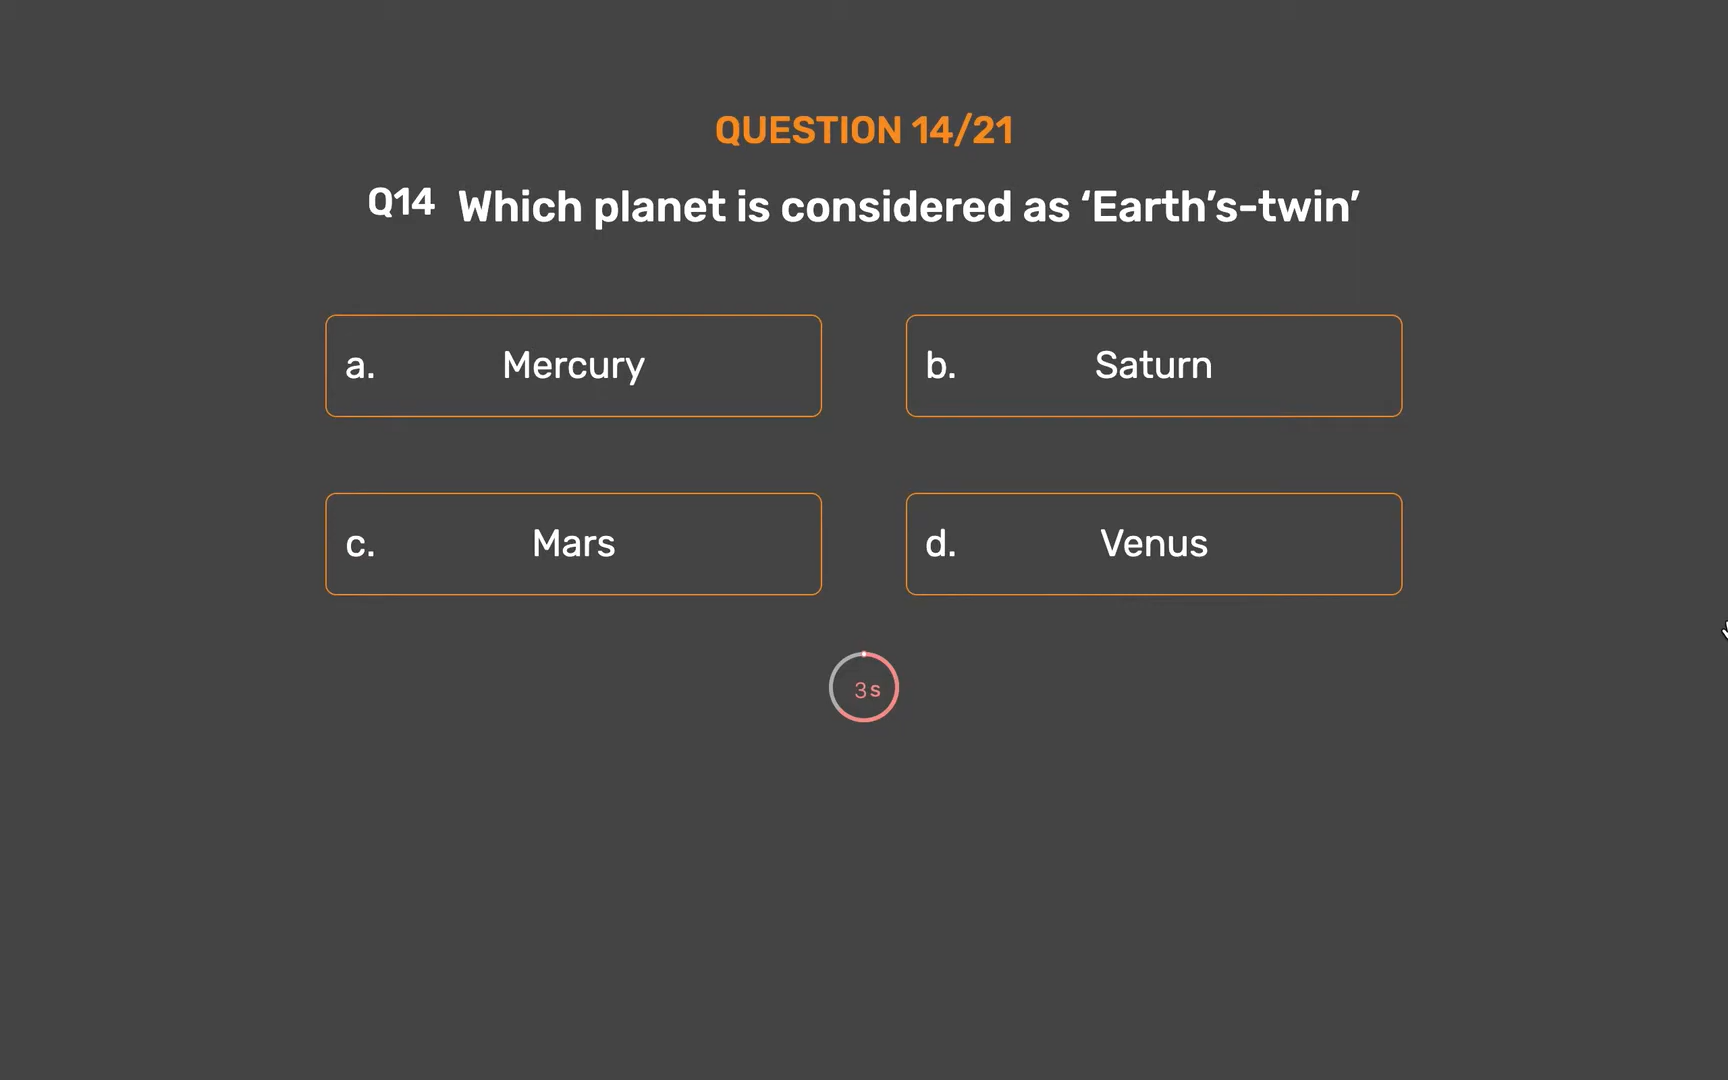 QUESTION 14/21
Q14 Which planet is considered as ‘Earth’s-twin’
a. Mercury
b. Saturn
c. Mars
d. Venus
3s